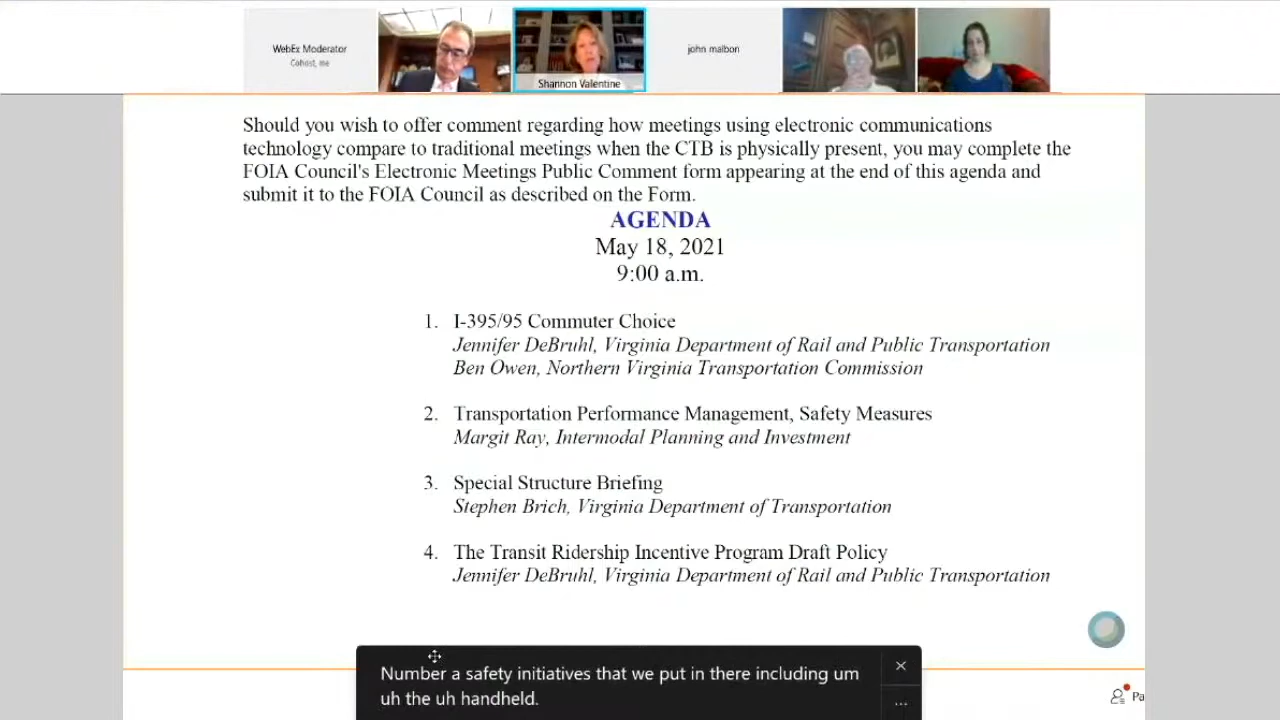 WebEx Moderator
Cohost, me
Shannon Valentine
john malbon
Should you wish to offer comment regarding how meetings using electronic communications
technology compare to traditional meetings when the CTB is physically present, you may complete the
FOIA Council's Electronic Meetings Public Comment form appearing at the end of this agenda and
submit it to the FOIA Council as described on the Form.
AGENDA
May 18, 2021
9:00 a.m.
1. I-395/95 Commuter Choice
Jennifer DeBruhl, Virginia Department of Rail and Public Transportation
Ben Owen, Northern Virginia Transportation Commission
2. Transportation Performance Management, Safety Measures
Margit Ray, Intermodal Planning and Investment
3. Special Structure Briefing
Stephen Brich, Virginia Department of Transportation
4. The Transit Ridership Incentive Program Draft Policy
Jennifer DeBruhl, Virginia Department of Rail and Public Transportation
Number a safety initiatives that we put in there including um
uh the uh handheld.
Pa